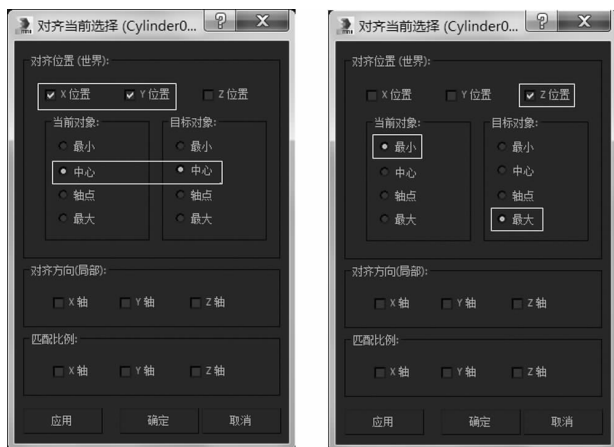 对齐当前选择 (Cylinder0...
对齐位置 (世界):
X 位置 Y 位置 Z 位置
当前对象: 目标对象:
最小 最小
中心 中心
轴点 轴点
最大 最大
对齐方向(局部):
X 轴 Y 轴 Z 轴
匹配比例:
X 轴 Y 轴 Z 轴
应用 确定 取消
对齐当前选择 (Cylinder0...
对齐位置 (世界):
X 位置 Y 位置 Z 位置
当前对象: 目标对象:
最小 最小
中心 中心
轴点 轴点
最大 最大
对齐方向(局部):
X 轴 Y 轴 Z 轴
匹配比例:
X 轴 Y 轴 Z 轴
应用 确定 取消